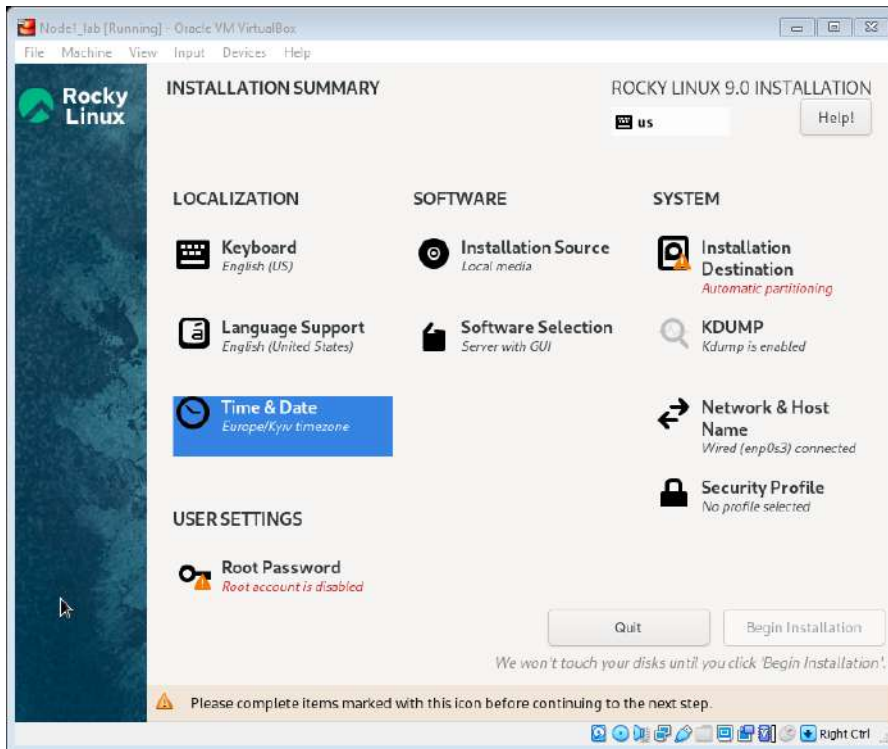 Node1_lab [Running] - Oracle VM VirtualBox
File Machine View Input Devices Help
Rocky
Linux
INSTALLATION SUMMARY
ROCKY LINUX 9.0 INSTALLATION
us
Help!
LOCALIZATION
Keyboard
English (US)
Language Support
English (United States)
Time & Date
Europe/Kyiv timezone
SOFTWARE
Installation Source
Local media
Software Selection
Server with GUI
SYSTEM
Installation
Destination
Automatic partitioning
KDUMP
Kdump is enabled
Network & Host
Name
Wired (enp0s3) connected
Security Profile
No profile selected
USER SETTINGS
Root Password
Root account is disabled
Quit
Begin Installation
We won't touch your disks until you click 'Begin Installation'.
Please complete items marked with this icon before continuing to the next step.
Right Ctrl